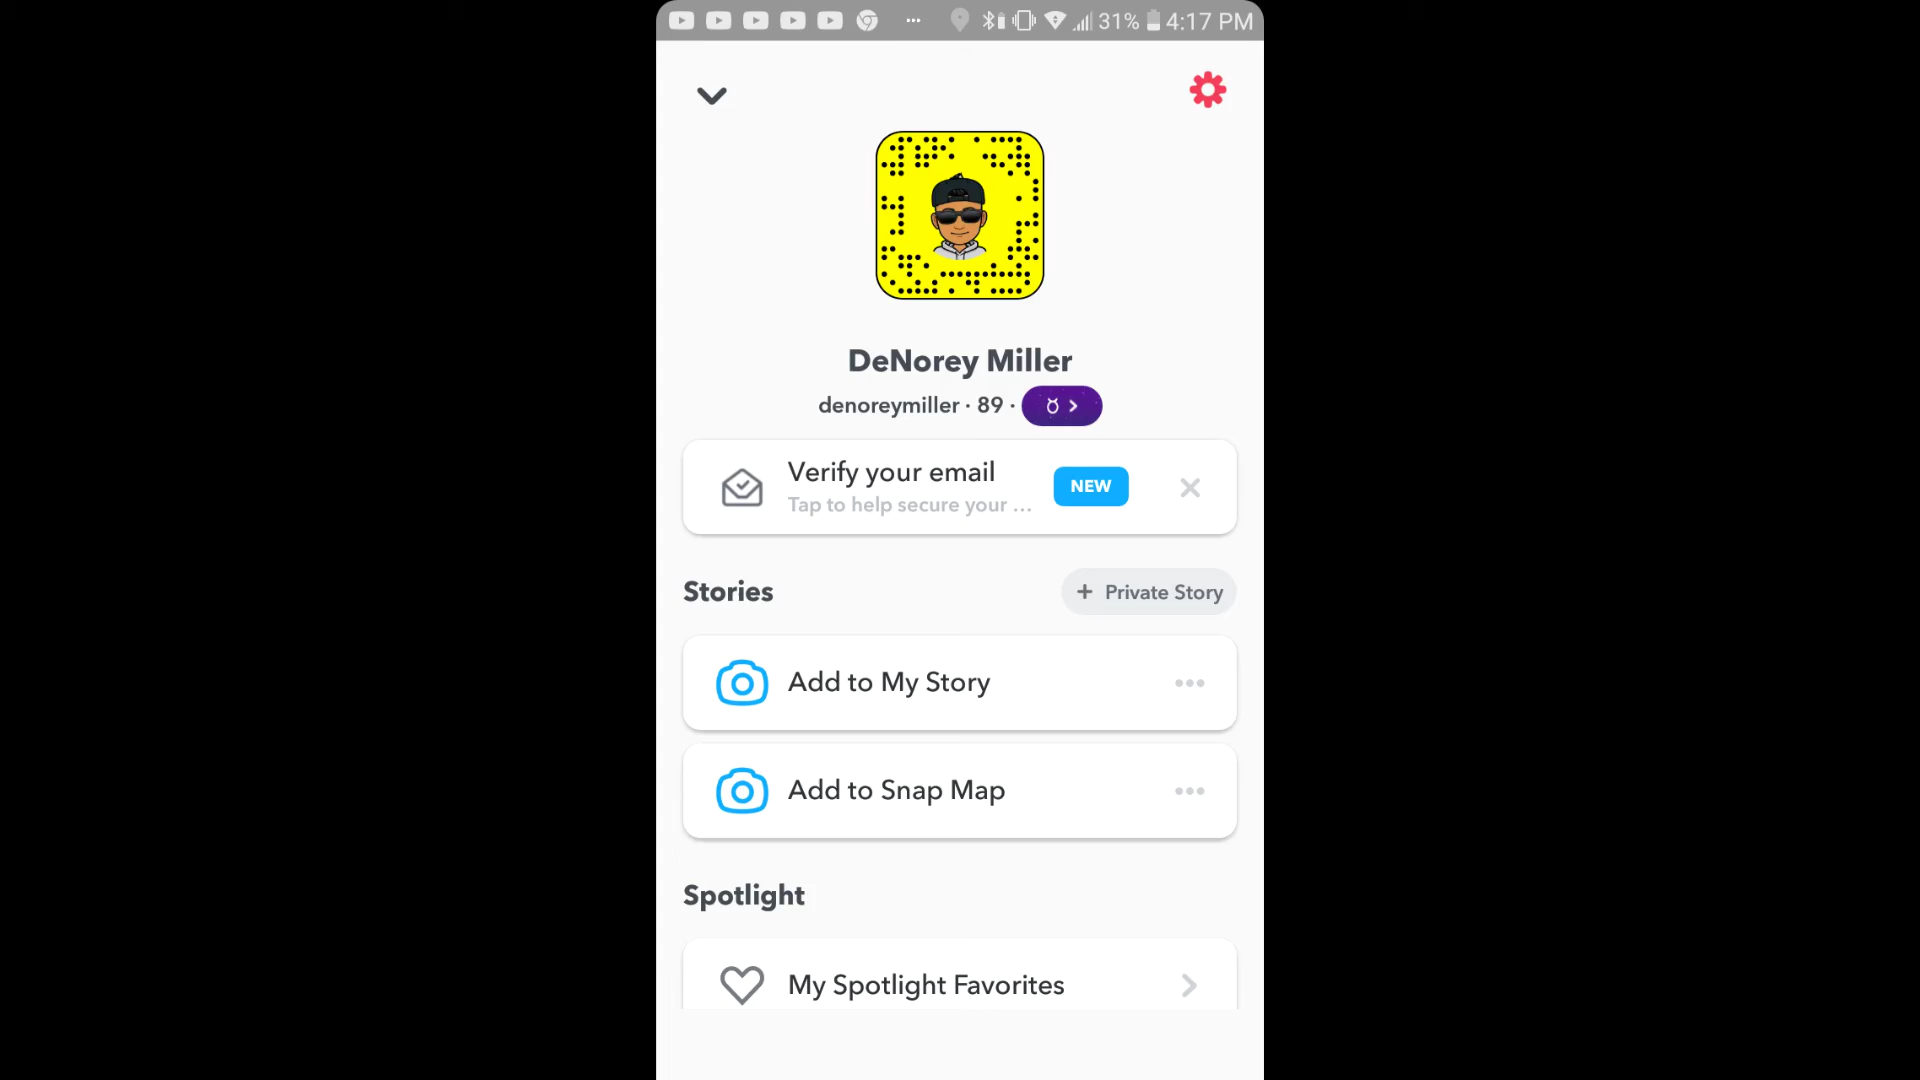 31% 4:17 PM
DeNorey Miller
denoreymiller · 89 · ♉ >
Verify your email
Tap to help secure your ...
NEW
Stories
+ Private Story
Add to My Story
Add to Snap Map
Spotlight
My Spotlight Favorites